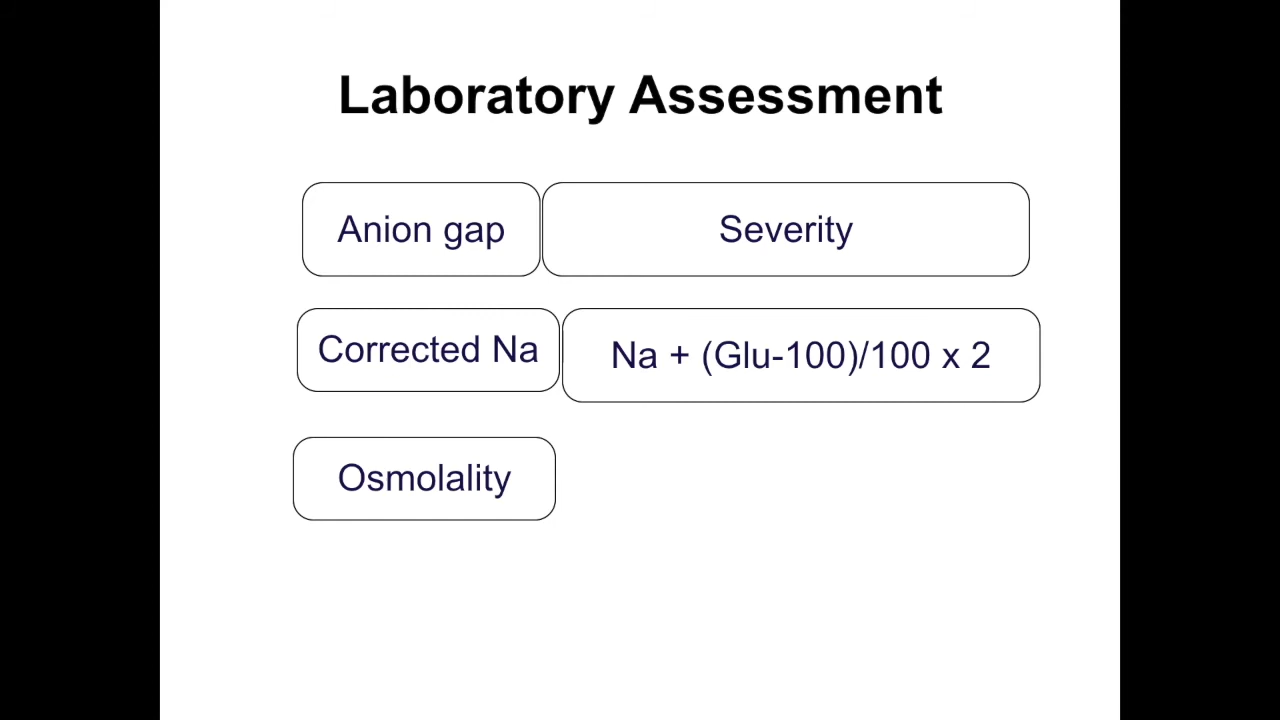 Laboratory Assessment
Anion gap
Severity
Corrected Na
Na + (Glu-100)/100 x 2
Osmolality